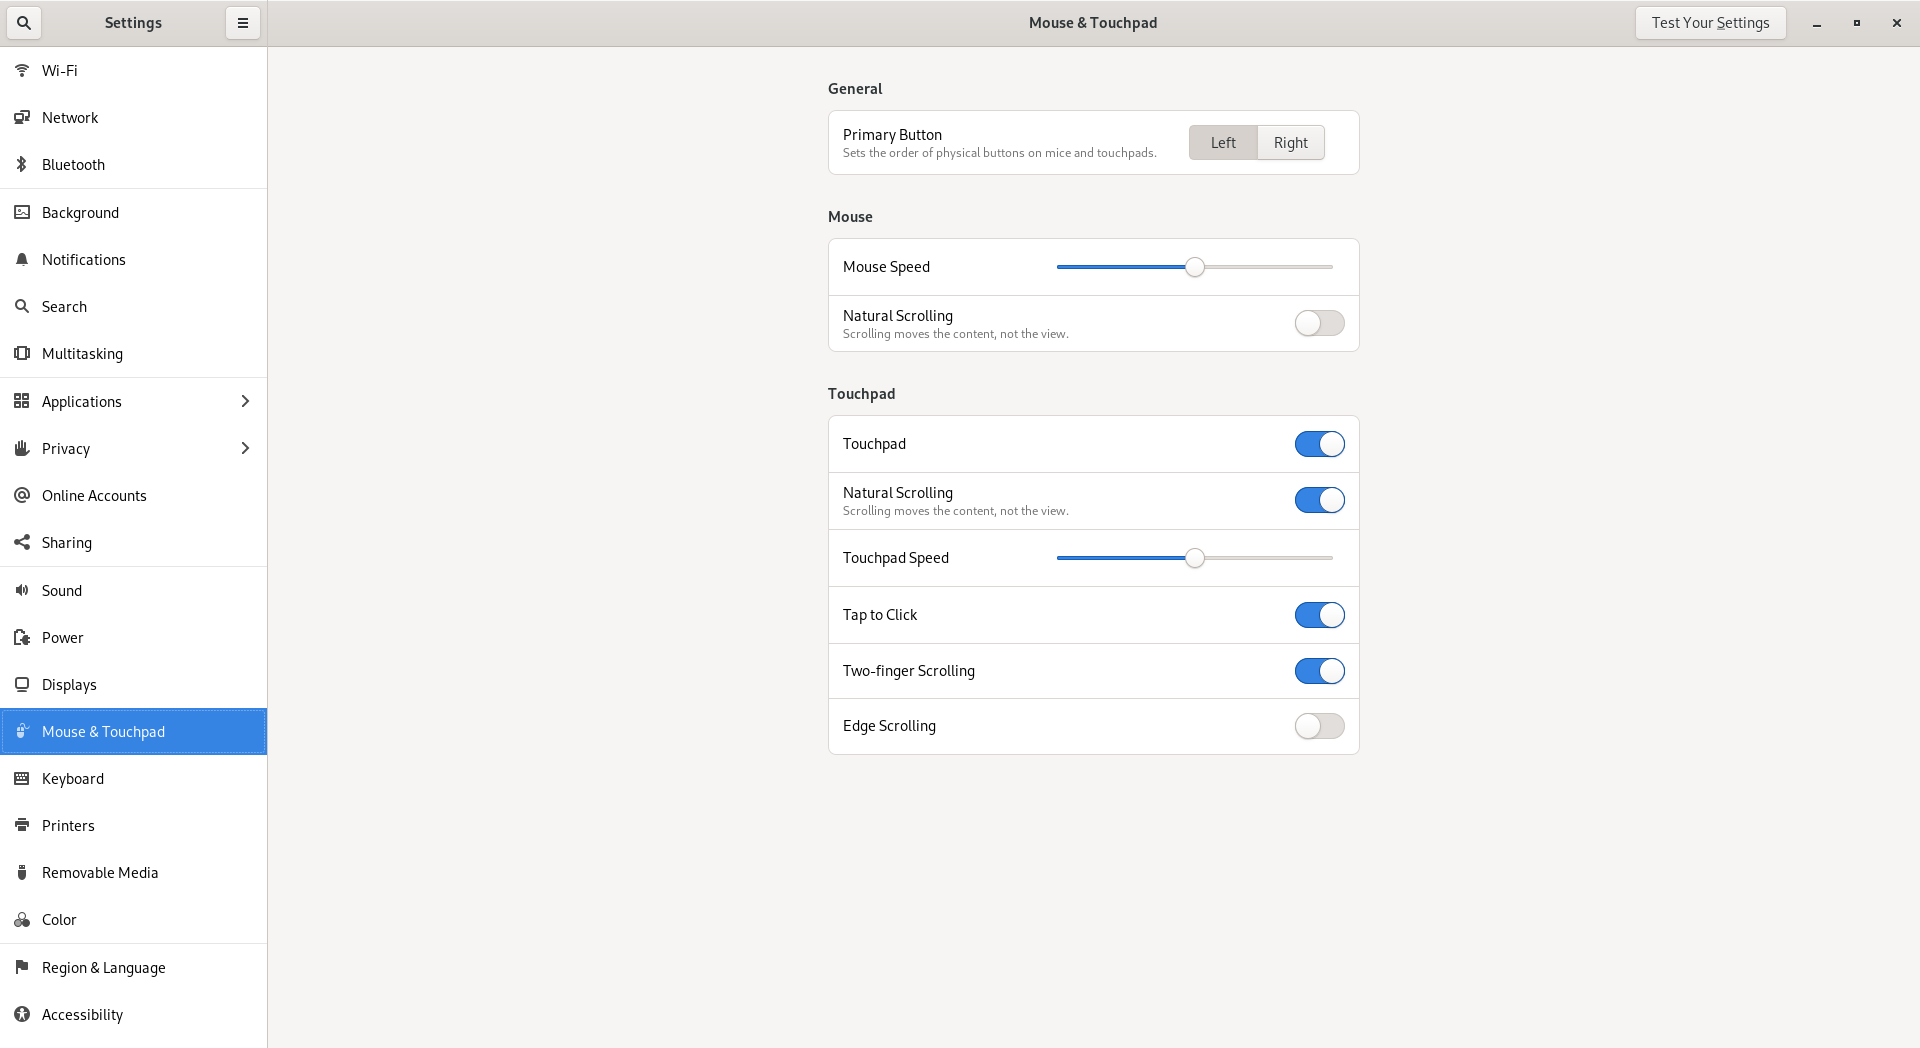 Settings
Mouse & Touchpad
Test Your Settings
Wi-Fi
Network
Bluetooth
Background
Notifications
Search
Multitasking
Applications
Privacy
Online Accounts
Sharing
Sound
Power
Displays
Mouse & Touchpad
Keyboard
Printers
Removable Media
Color
Region & Language
Accessibility
General
Primary Button
Sets the order of physical buttons on mice and touchpads.
Left
Right
Mouse
Mouse Speed
Natural Scrolling
Scrolling moves the content, not the view.
Touchpad
Touchpad
Natural Scrolling
Scrolling moves the content, not the view.
Touchpad Speed
Tap to Click
Two-finger Scrolling
Edge Scrolling